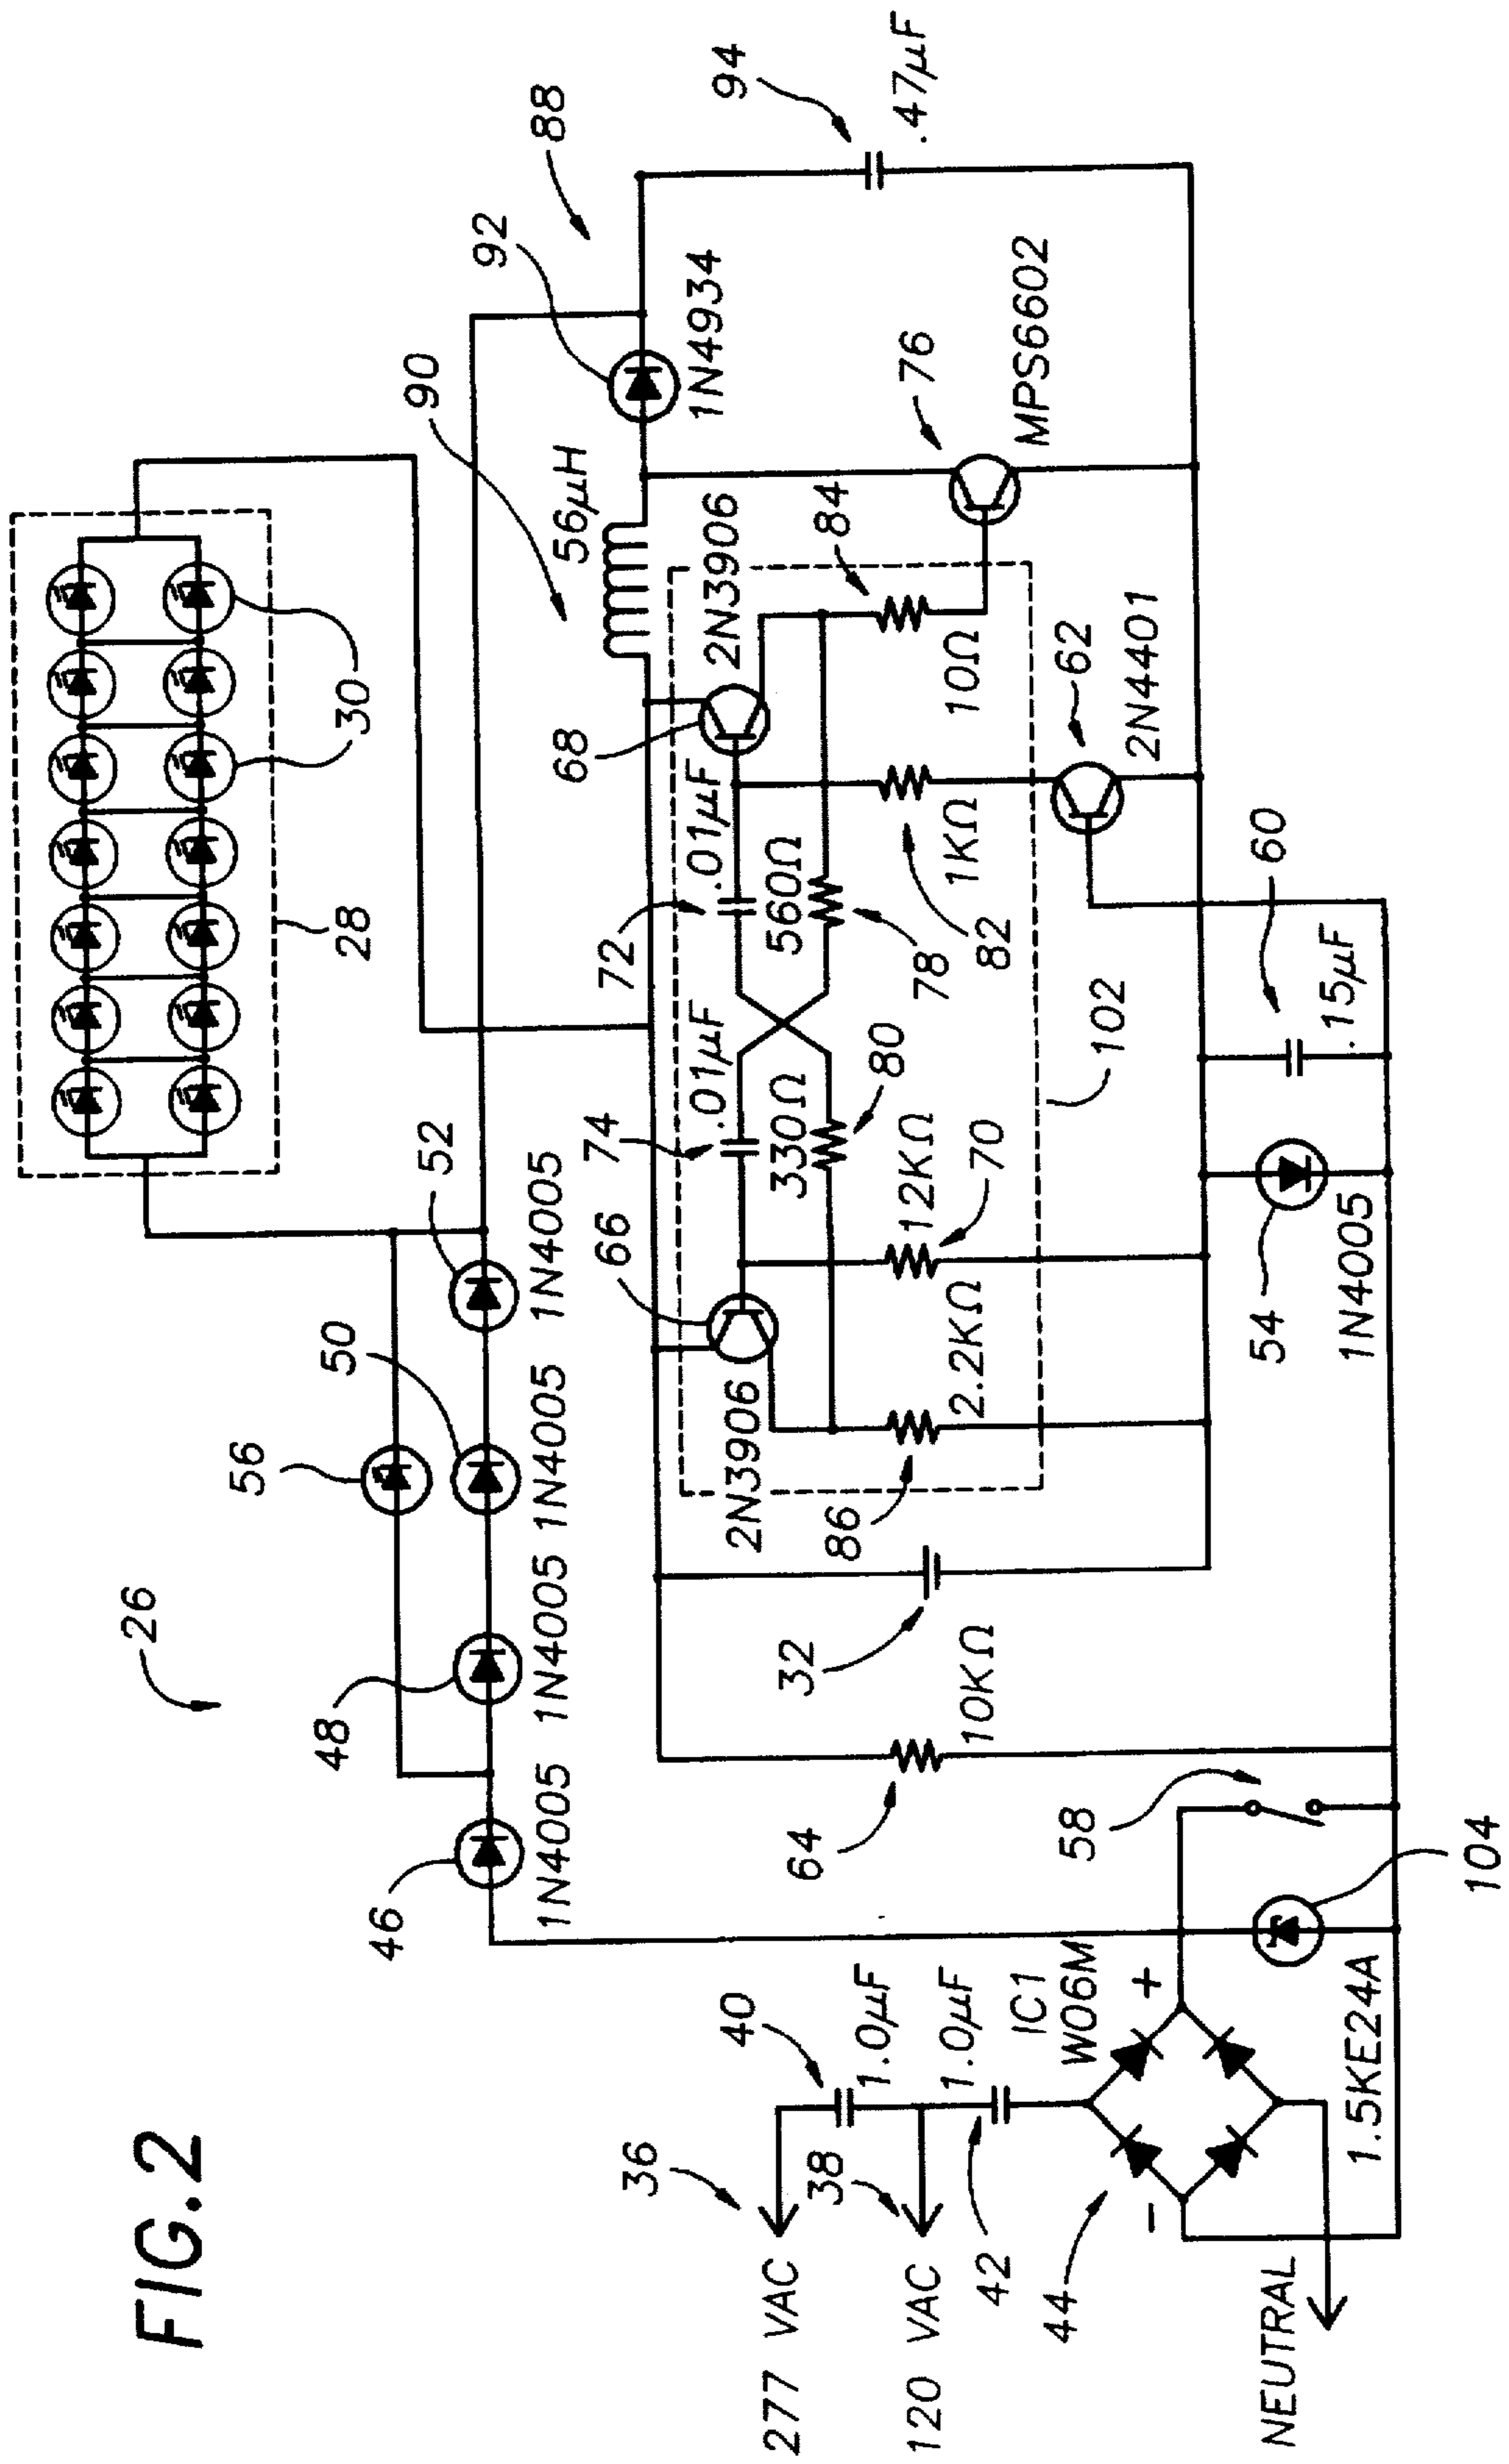 FIG.2
26
28
30
36
277 VAC
38
120 VAC
NEUTRAL
40
1.0µF
42
1.0µF
44
IC1
W06M
+
−
46
1N4005
48
1N4005
50
1N4005
52
1N4005
56
58
104
1.5KE24A
64
10KΩ
32
86
2.2KΩ
66
2N3906
70
12KΩ
74
.01µF
80
330Ω
72
.01µF
78
560Ω
102
82
1KΩ
68
2N3906
84
10Ω
62
2N4401
54
1N4005
60
.15µF
90
56µH
92
1N4934
76
MPS6602
88
94
.47µF